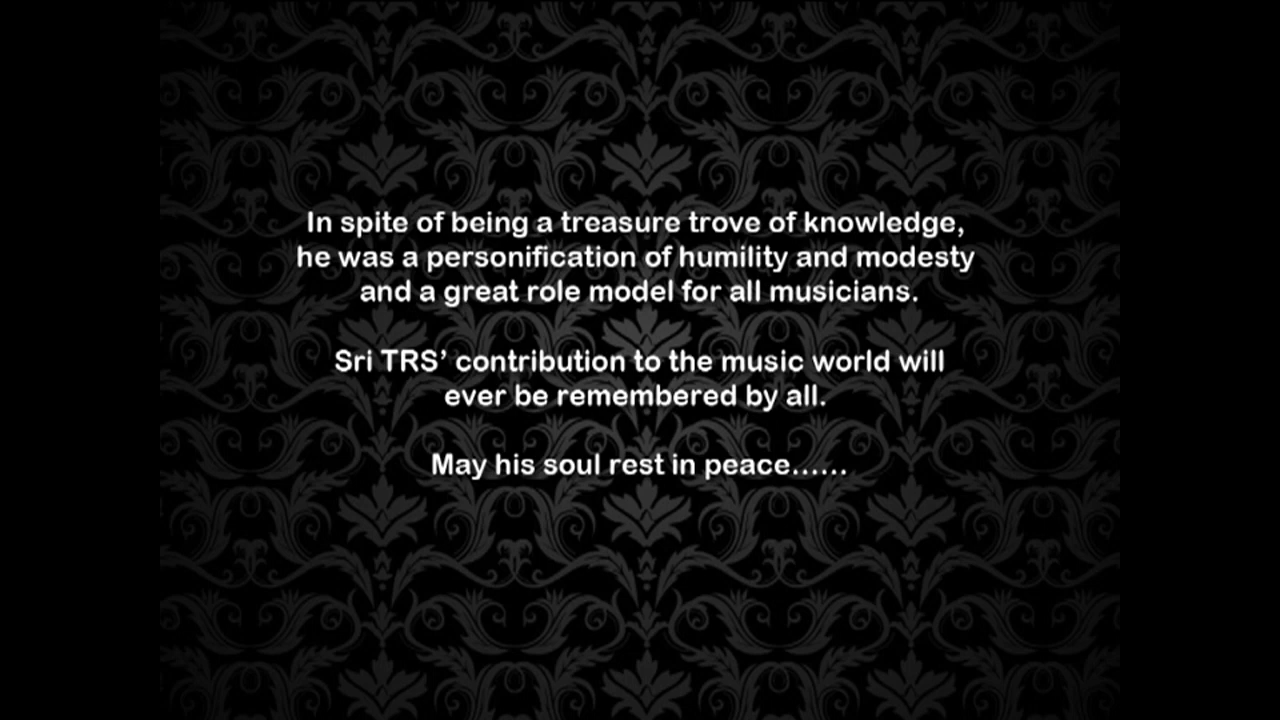 In spite of being a treasure trove of knowledge,
he was a personification of humility and modesty
and a great role model for all musicians.
Sri TRS’ contribution to the music world will
ever be remembered by all.
May his soul rest in peace......